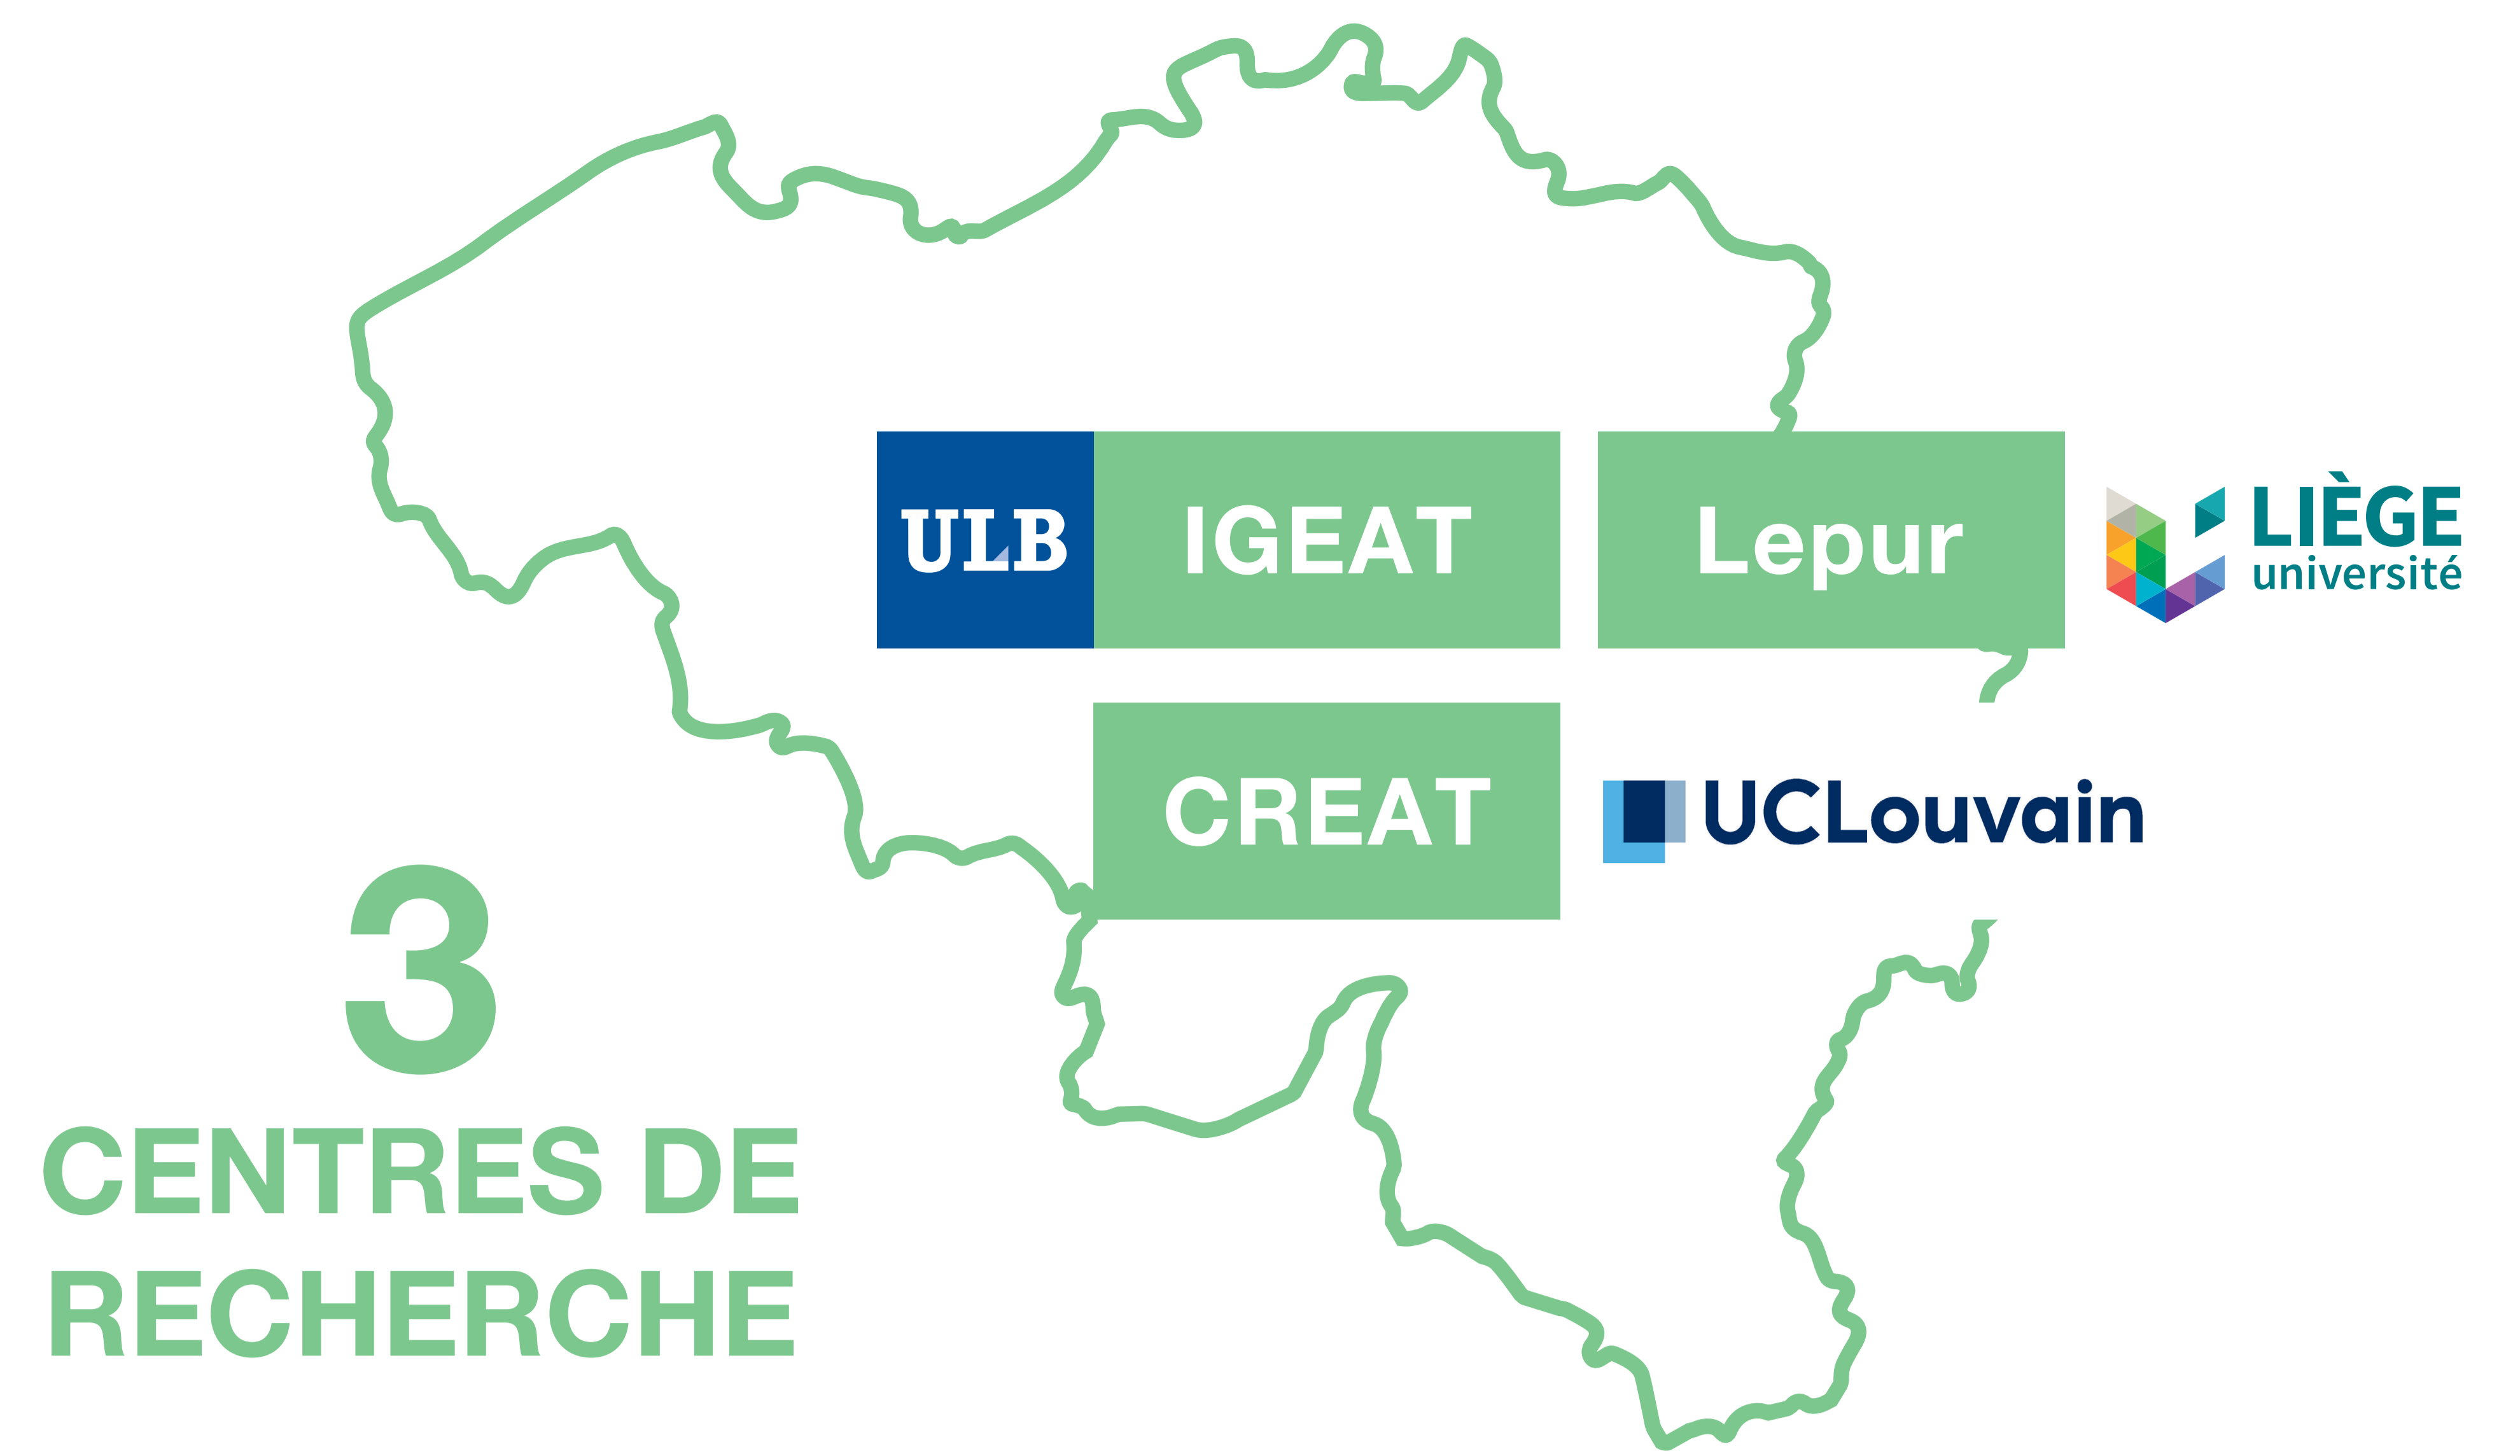 ULB IGEAT Lepur LIÈGE
université
CREAT UCLouvain
3
CENTRES DE
RECHERCHE